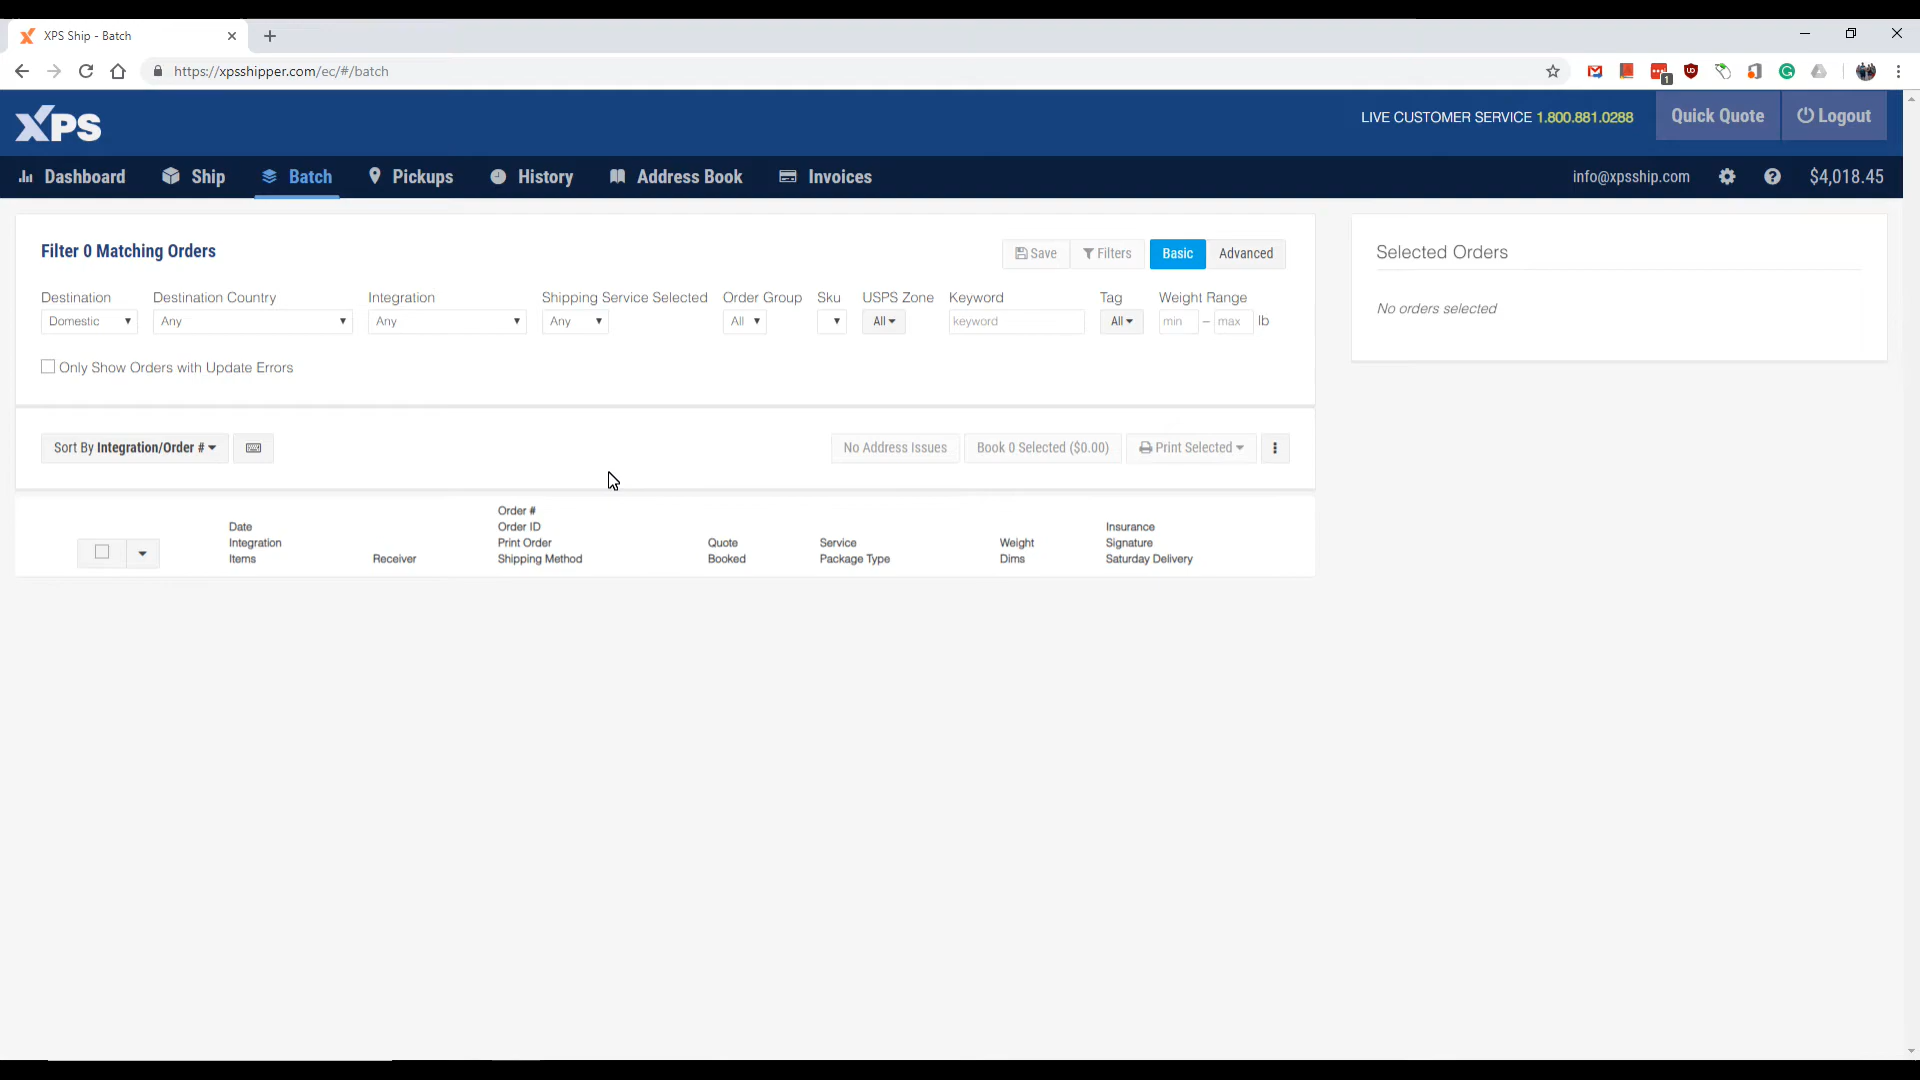 XPS Ship - Batch
https://xpsshipper.com/ec/#/batch
1
XPS
LIVE CUSTOMER SERVICE 1.800.881.0288
Quick Quote
Logout
Dashboard
Ship
Batch
Pickups
History
Address Book
Invoices
info@xpsship.com
$4,018.45
Filter 0 Matching Orders
Save
Filters
Basic
Advanced
Selected Orders
No orders selected
Destination
Destination Country
Integration
Shipping Service Selected
Order Group
Sku
USPS Zone
Keyword
Tag
Weight Range
Domestic
Any
Any
Any
All
All
keyword
All
min – max lb
Only Show Orders with Update Errors
Sort By Integration/Order #
No Address Issues
Book 0 Selected ($0.00)
Print Selected
Date
Integration
Items
Receiver
Order #
Order ID
Print Order
Shipping Method
Quote
Booked
Service
Package Type
Weight
Dims
Insurance
Signature
Saturday Delivery